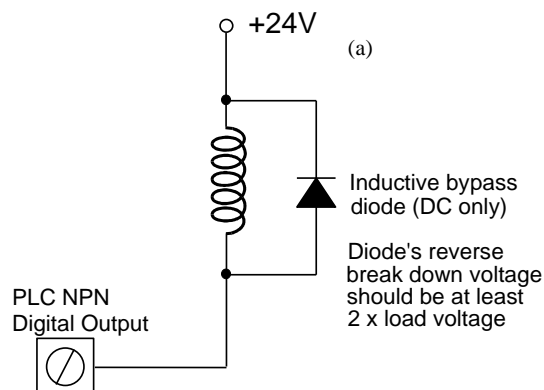 +24V
(a)
Inductive bypass
diode (DC only)
Diode's reverse
break down voltage
should be at least
2 x load voltage
PLC NPN
Digital Output